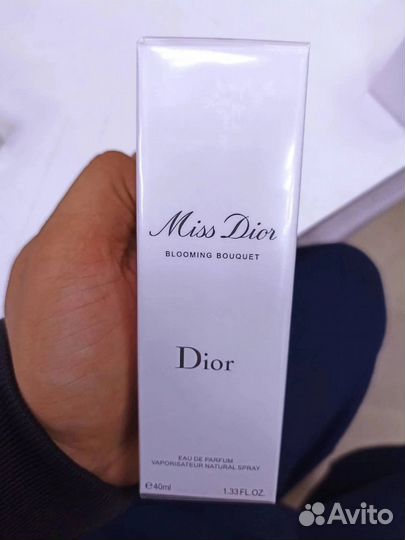 Miss Dior
BLOOMING BOUQUET
Dior
EAU DE PARFUM
VAPORISATEUR NATURAL SPRAY
℮40ml 1.33 FL.OZ.
Avito